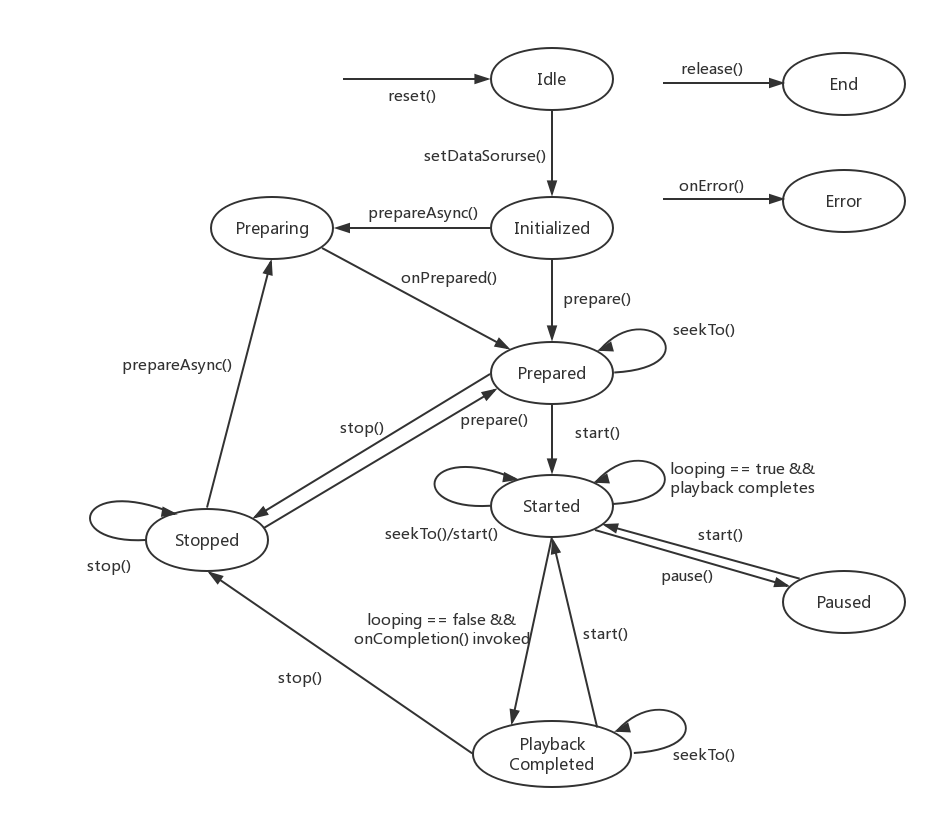 Idle
release()
End
reset()
setDataSorurse()
onError()
Error
Preparing
prepareAsync()
Initialized
onPrepared()
prepare()
seekTo()
prepareAsync()
Prepared
stop()
prepare()
start()
looping == true &&
playback completes
Started
seekTo()/start()
start()
Stopped
stop()
pause()
Paused
looping == false &&
onCompletion() invoked
start()
stop()
Playback
Completed
seekTo()